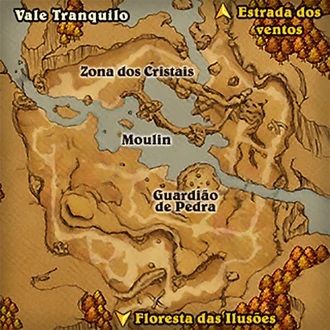 Vale Tranquilo
Estrada dos
ventos
Zona dos Cristais
Moulin
Guardião
de Pedra
Floresta das Ilusões